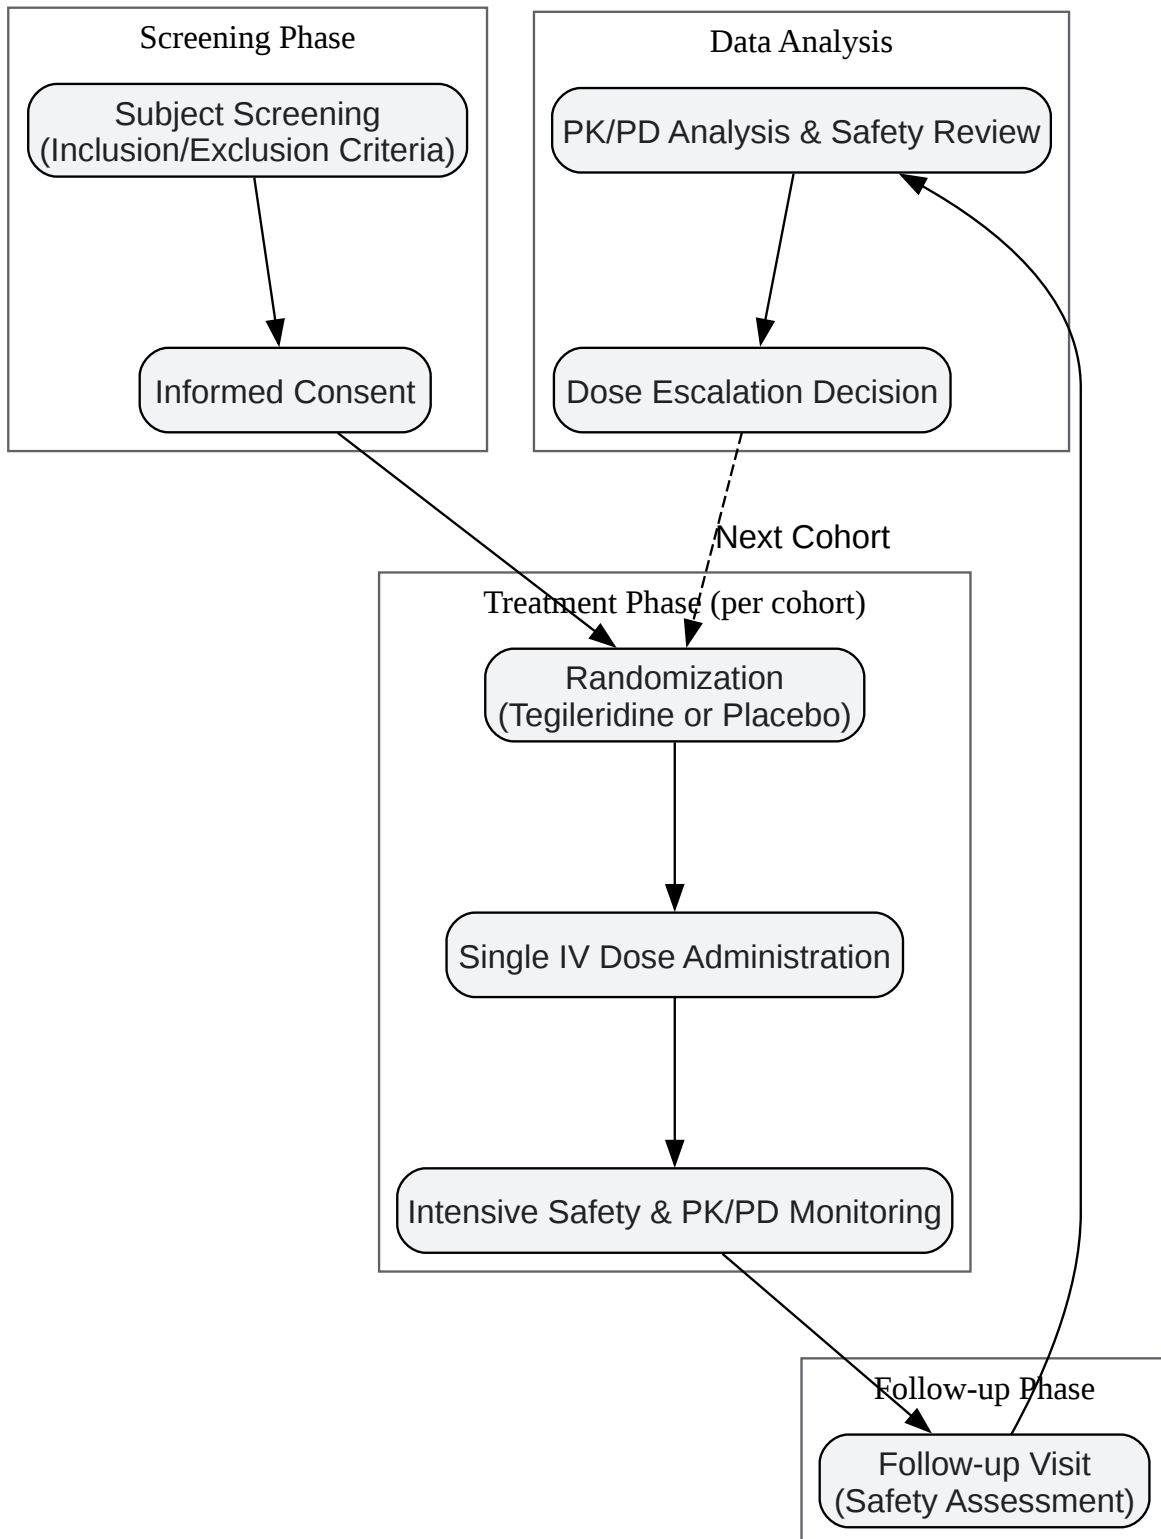 Screening Phase
Subject Screening
(Inclusion/Exclusion Criteria)
Informed Consent
Data Analysis
PK/PD Analysis & Safety Review
Dose Escalation Decision
Next Cohort
Treatment Phase (per cohort)
Randomization
(Tegileridine or Placebo)
Single IV Dose Administration
Intensive Safety & PK/PD Monitoring
Follow-up Phase
Follow-up Visit
(Safety Assessment)